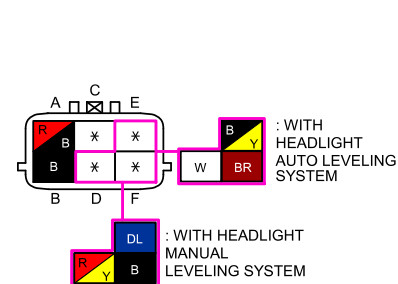 A C E
R B * *
B * *
B D F
B Y
W BR
: WITH
HEADLIGHT
AUTO LEVELING
SYSTEM
DL
R Y B
: WITH HEADLIGHT
MANUAL
LEVELING SYSTEM